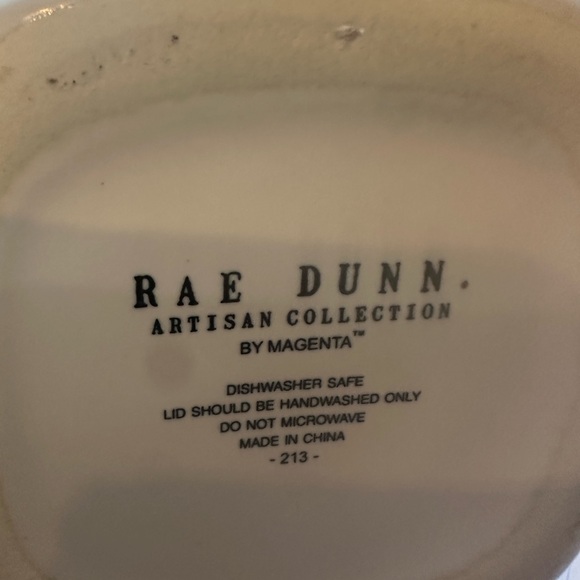 RAE DUNN.
ARTISAN COLLECTION
BY MAGENTA™
DISHWASHER SAFE
LID SHOULD BE HANDWASHED ONLY
DO NOT MICROWAVE
MADE IN CHINA
- 213 -